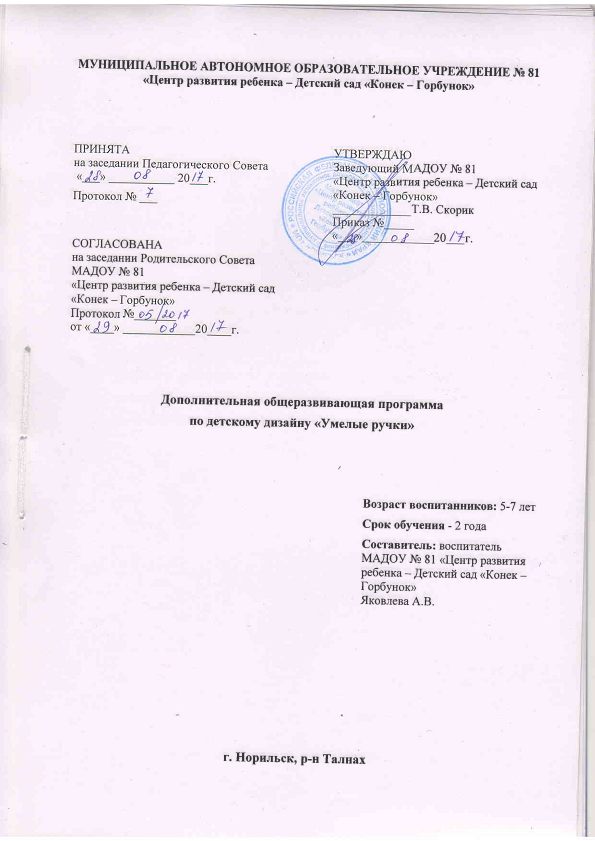 МУНИЦИПАЛЬНОЕ АВТОНОМНОЕ ОБРАЗОВАТЕЛЬНОЕ УЧРЕЖДЕНИЕ № 81
«Центр развития ребенка – Детский сад «Конек – Горбунок»
ПРИНЯТА
на заседании Педагогического Совета
«28» 08 2017г.
Протокол № 7
УТВЕРЖДАЮ
Заведующий МАДОУ № 81
«Центр развития ребенка – Детский сад
«Конек – Горбунок»
Т.В. Скорик
Приказ №
« » 08 2017г.
СОГЛАСОВАНА
на заседании Родительского Совета
МАДОУ № 81
«Центр развития ребенка – Детский сад
«Конек – Горбунок»
Протокол № 05/2017
от «29» 08 2017г.
Дополнительная общеразвивающая программа
по детскому дизайну «Умелые ручки»
Возраст воспитанников: 5-7 лет
Срок обучения - 2 года
Составитель: воспитатель
МАДОУ № 81 «Центр развития
ребенка – Детский сад «Конек –
Горбунок»
Яковлева А.В.
г. Норильск, р-н Талнах